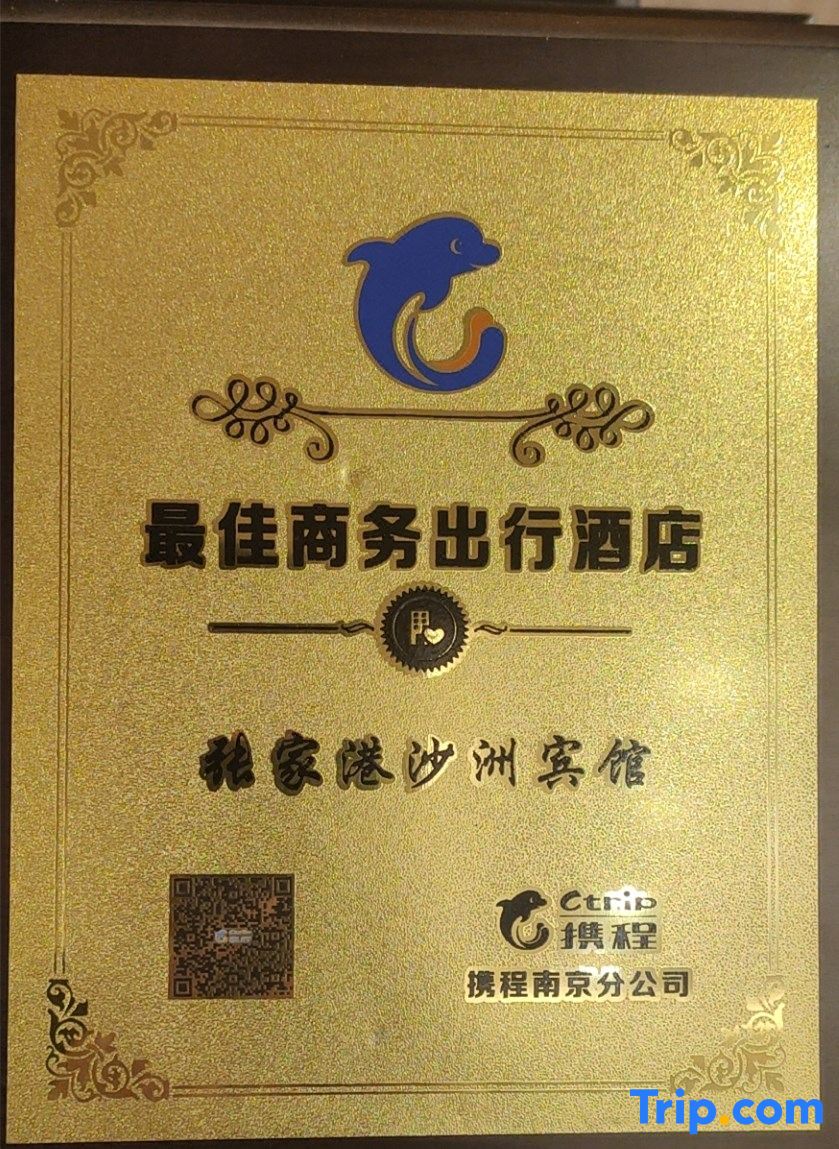 最佳商务出行酒店
张家港沙洲宾馆
Ctrip
携程
携程南京分公司
Trip.com